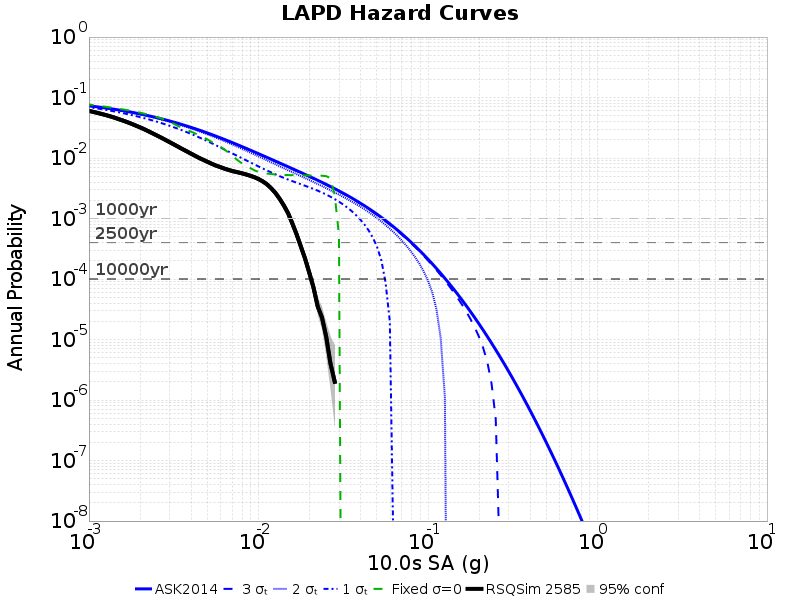 LAPD Hazard Curves
Annual Probability
10^0
10^-1
10^-2
10^-3
10^-4
10^-5
10^-6
10^-7
10^-8
1000yr
2500yr
10000yr
10^-3
10^-2
10^-1
10^0
10^1
10.0s SA (g)
ASK2014 3 σₜ 2 σₜ 1 σₜ Fixed σ=0 RSQSim 2585 95% conf